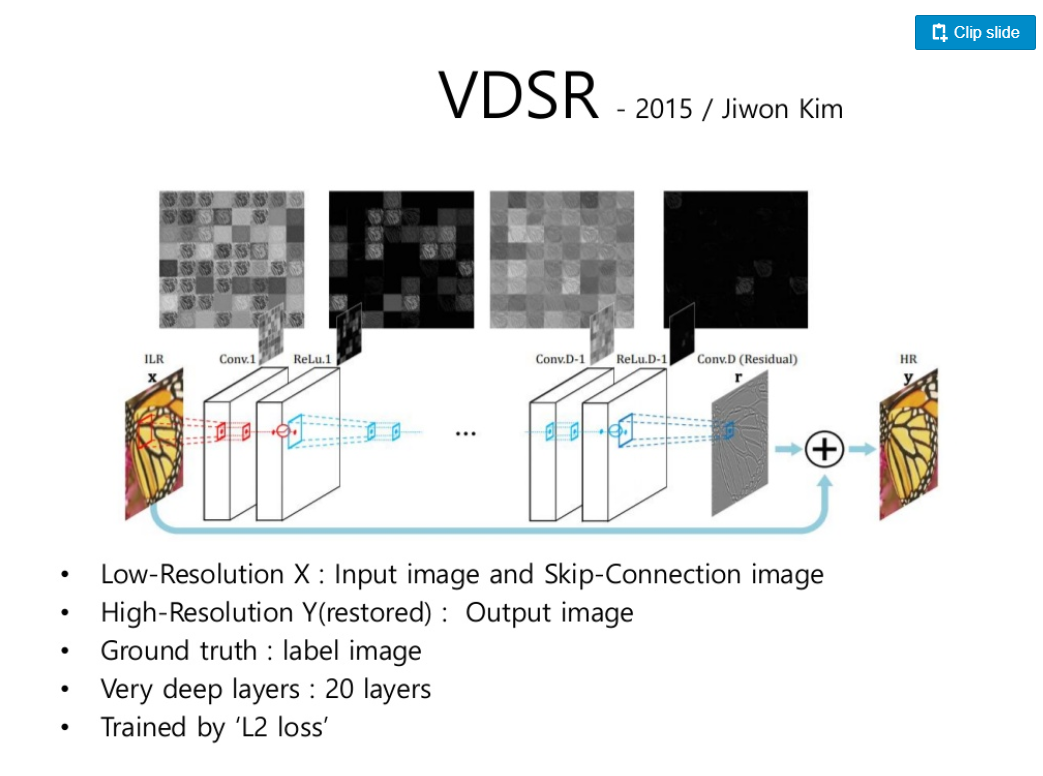 Clip slide
VDSR - 2015 / Jiwon Kim
ILR
x
Conv.1
ReLu.1
...
Conv.D-1
ReLu.D-1
Conv.D (Residual)
r
HR
y
• Low-Resolution X : Input image and Skip-Connection image
• High-Resolution Y(restored) : Output image
• Ground truth : label image
• Very deep layers : 20 layers
• Trained by ‘L2 loss’